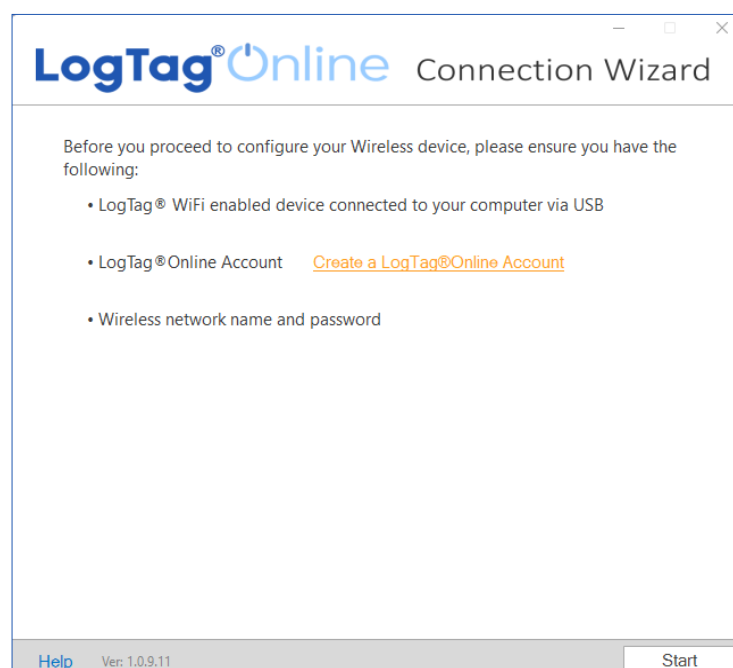 LogTag®Online Connection Wizard
Before you proceed to configure your Wireless device, please ensure you have the
following:
• LogTag® WiFi enabled device connected to your computer via USB
• LogTag®Online Account Create a LogTag®Online Account
• Wireless network name and password
Help Ver: 1.0.9.11 Start